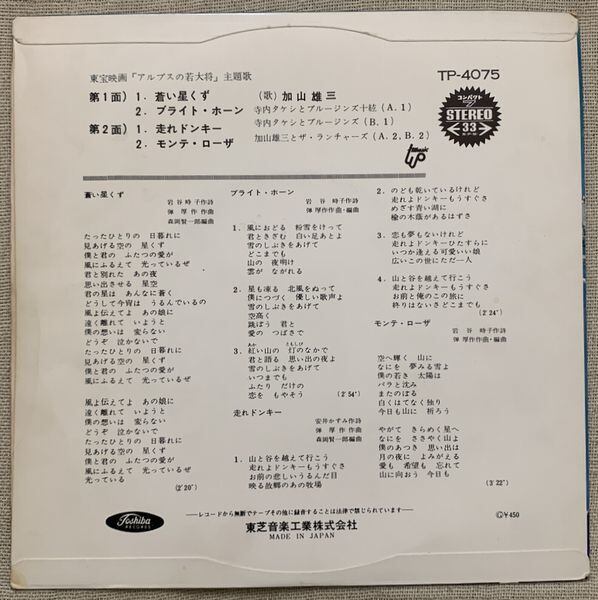 東宝映画「アルプスの若大将」主題歌
TP-4075
第1面) 1. 蒼い星くず (歌) 加山雄三
2. ブライト・ホーン 寺内タケシとブルージンズ十絃(A.1)
第2面) 1. 走れドンキー 寺内タケシとブルージンズ(B.1)
2. モンテ・ローザ 加山雄三とザ・ランチャーズ(A.2, B.2)
コンパクト
STEREO
33
蒼い星くず
岩谷時子作詩
弾厚作作曲
森岡賢一郎編曲
たったひとりの 日暮れに
見あげる空の 星くず
僕と君の ふたつの愛が
風にふるえて 光っているぜ
君と別れた あの夜
思い出させる 星空
君の星は あんなに蒼く
どうして今宵は うるんでいるの
風よ伝えてよ あの娘に
遠く離れて いようと
僕の想いは 変らない
どうぞ 泣かないで
たったひとりの 日暮れに
見あげる空の 星くず
僕と君の ふたつの愛が
風にふるえて 光っているぜ
風よ伝えてよ あの娘に
遠く離れて いようと
僕の想いは 変らない
どうぞ 泣かないで
たったひとりの 日暮れに
見あげる空の 星くず
僕と君の ふたつの愛が
風にふるえて 光っているぜ
光っている
(2'20")
ブライト・ホーン
岩谷時子作詩
弾厚作作曲・編曲
1. 風におどる 粉雪をけって
君ときざむ 白い足あとよ
雪のしぶきをあげて
どこまでも
山の 夜明け
雲が ながれる
2. 星も凍る 北風をぬって
僕につづく 優しい歌声よ
雪のしぶきをあげて
空高く
跳ぼう 君と
愛の つばさで
3. 紅い山の 灯のなかで
あか ともしび
君と語る 思い出の夜よ
雪のしぶきをあげて
いつまでも
ふたり だけの
恋を もやそう
(2'54")
走れドンキー
安井かずみ作詩
弾厚作作曲
森岡賢一郎編曲
1. 山と谷を越えて行こう
走れよドンキーもうすぐさ
お前の悲しいうるんだ目
映る故郷のあの牧場
2. のども乾いているけれど
走れよドンキーもうすぐさ
めざす青い湖に
楡の木蔭があるはずさ
3. 恋も夢もないけれど
走れよドンキーひたすらに
いつか逢える可愛いい娘
広いこの世にただ一人
4. 山と谷を越えて行こう
走れよドンキーもうすぐさ
お前と俺のこの旅に
終りはないさどこまでも
(2'24")
モンテ・ローザ
岩谷時子作詩
弾厚作作曲・編曲
空へ輝く 山に
なにを 夢みる雪よ
僕の若き 太陽は
バラと沈み
またのぼる
白くはてなく独り
今日も山に 祈ろう
やがて きらめく星へ
なにを ささやく山よ
僕のあつき 思い出は
月の夜に よみがえる
愛も 希望も 忘れて
山に向おう 今日も
(3'22")
Toshiba
RECORDS
―レコードから無断でテープその他に録音することは法律で禁じられています―
東芝音楽工業株式会社
MADE IN JAPAN
Ⓒ¥450